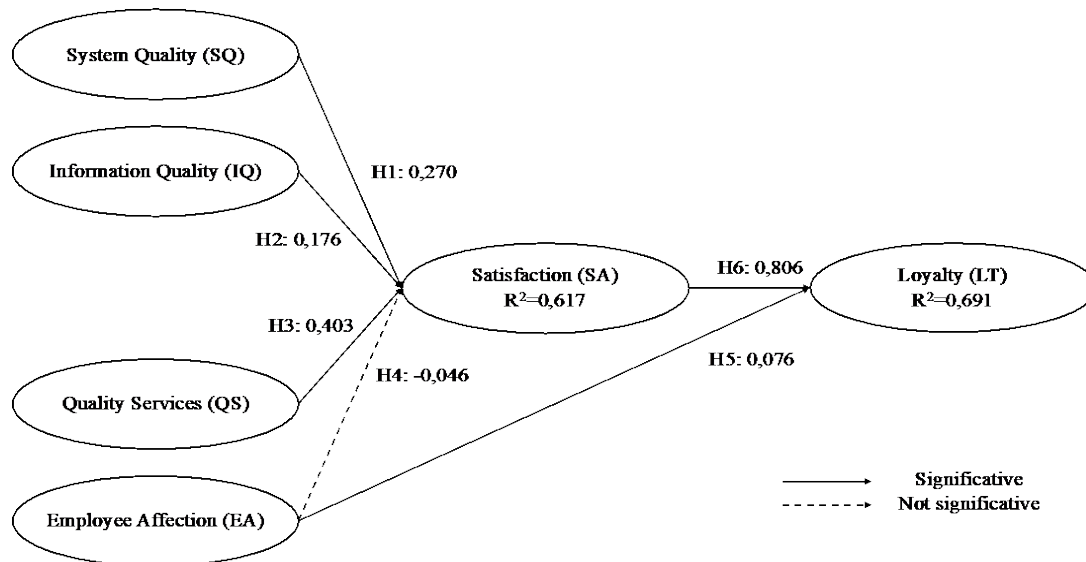 System Quality (SQ)
Information Quality (IQ)
H1: 0,270
H2: 0,176
Satisfaction (SA)
R²=0,617
H6: 0,806
Loyalty (LT)
R²=0,691
H3: 0,403
H4: -0,046
H5: 0,076
Quality Services (QS)
Employee Affection (EA)
Significative
Not significative